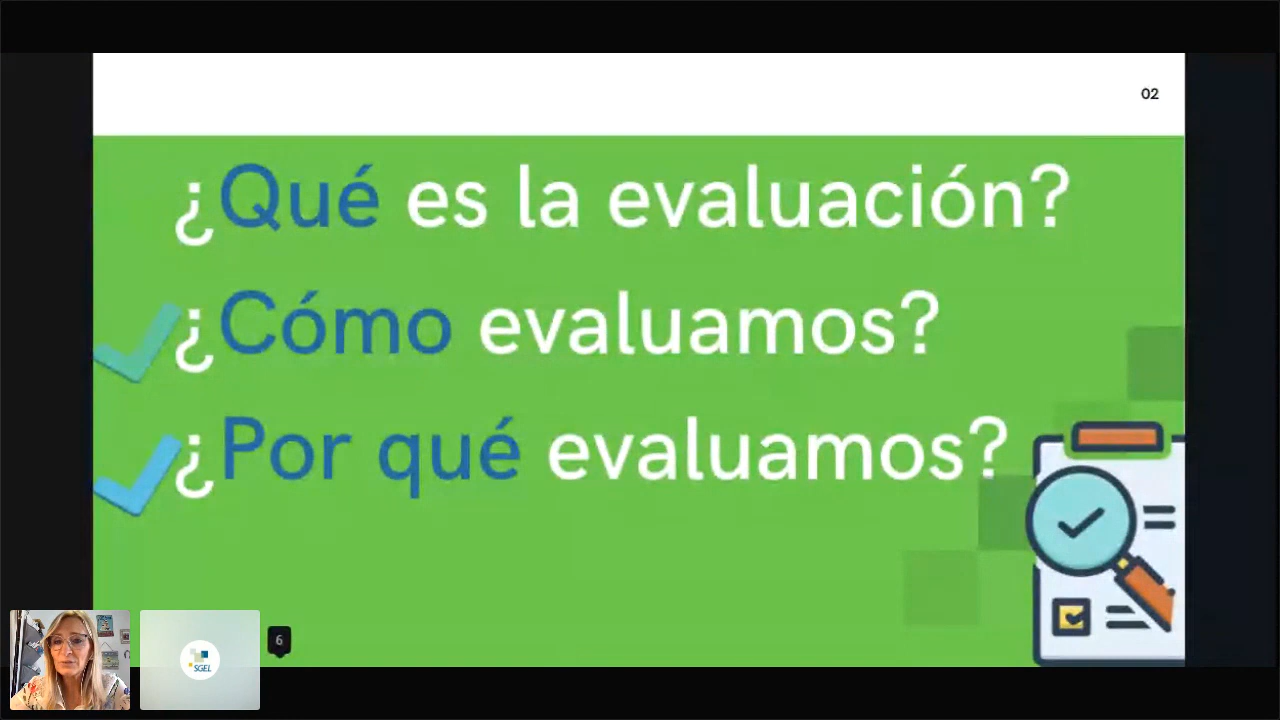 02
¿Qué es la evaluación?
¿Cómo evaluamos?
¿Por qué evaluamos?
SGEL
6